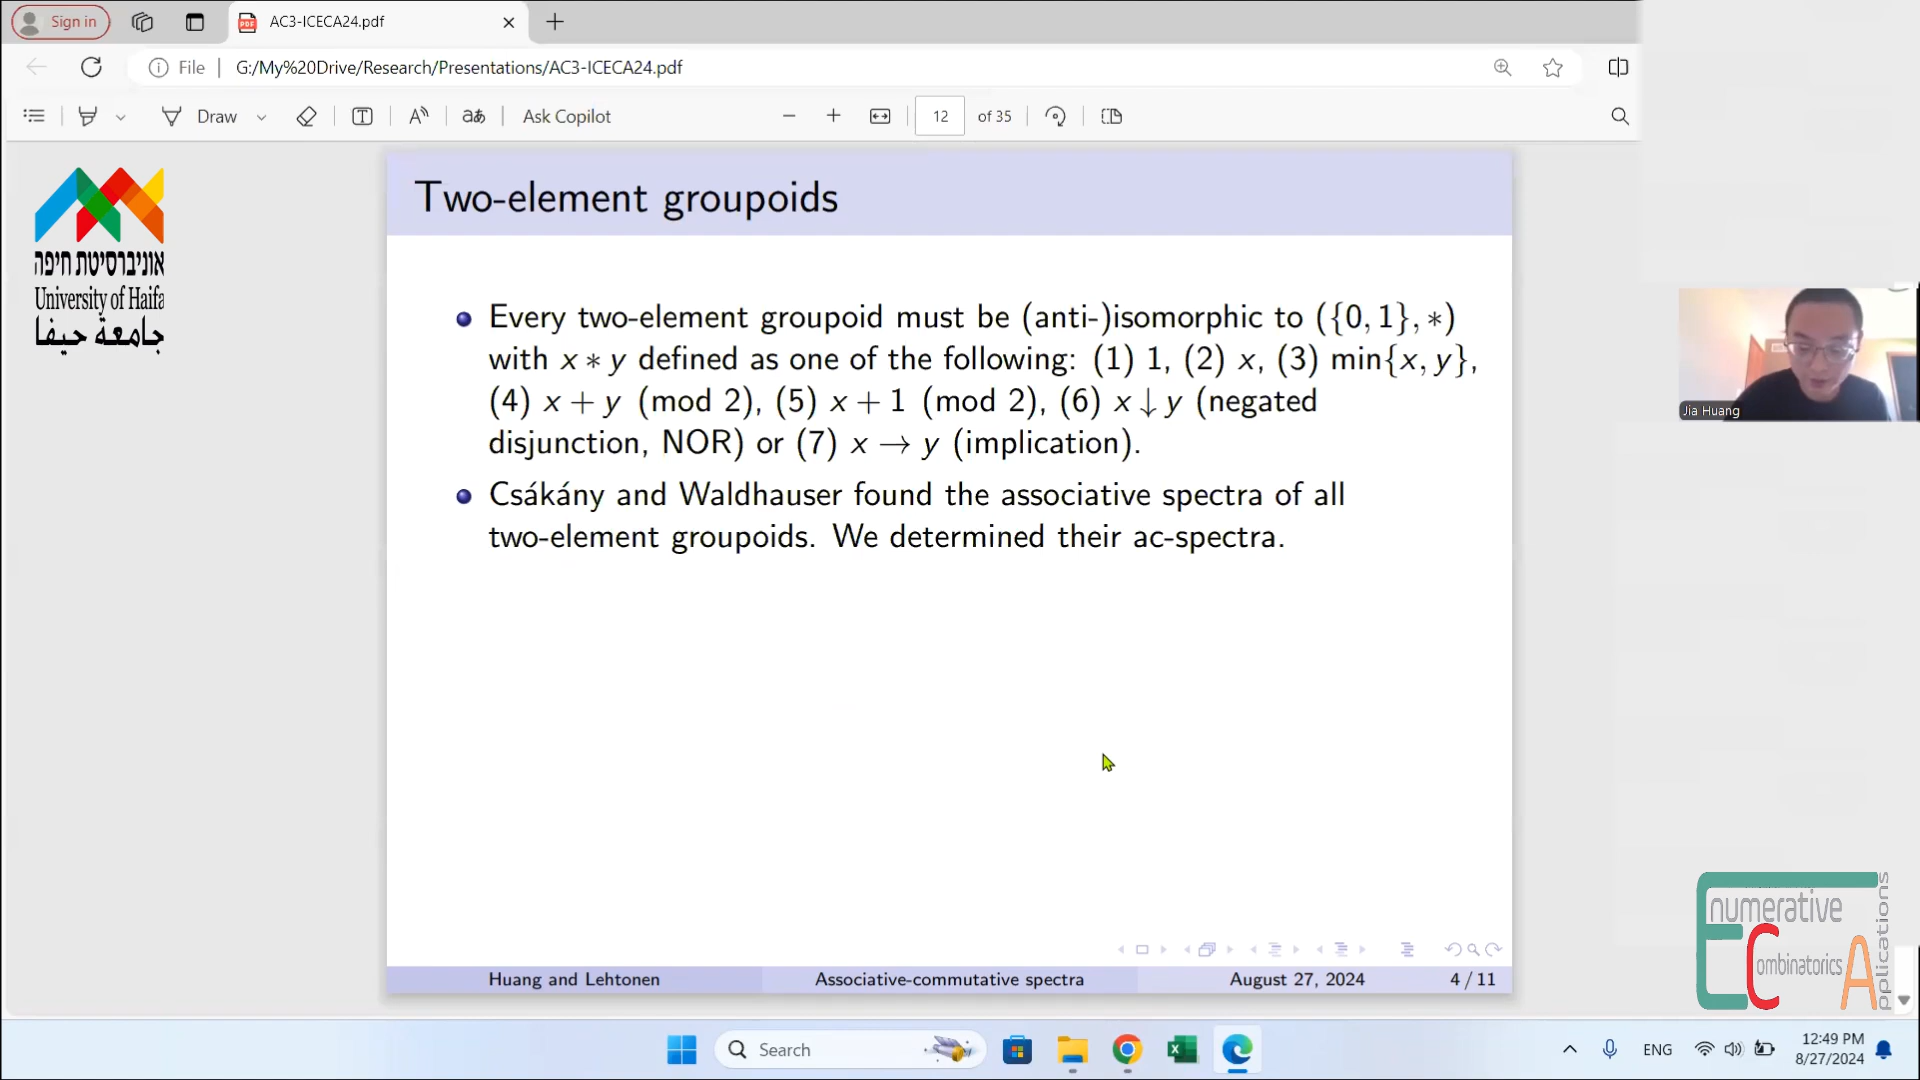 Sign in
AC3-ICECA24.pdf
File
G:/My%20Drive/Research/Presentations/AC3-ICECA24.pdf
Draw
Ask Copilot
12
of 35
אוניברסיטת חיפה
University of Haifa
جامعة حيفا
Two-element groupoids
Every two-element groupoid must be (anti-)isomorphic to ({0, 1}, ∗)
with x ∗ y defined as one of the following: (1) 1, (2) x, (3) min{x, y},
(4) x + y (mod 2), (5) x + 1 (mod 2), (6) x ↓ y (negated
disjunction, NOR) or (7) x → y (implication).
Csákány and Waldhauser found the associative spectra of all
two-element groupoids. We determined their ac-spectra.
Jia Huang
Huang and Lehtonen
Associative-commutative spectra
August 27, 2024
4 / 11
Enumerative
Combinatorics
Applications
Search
ENG
12:49 PM
8/27/2024